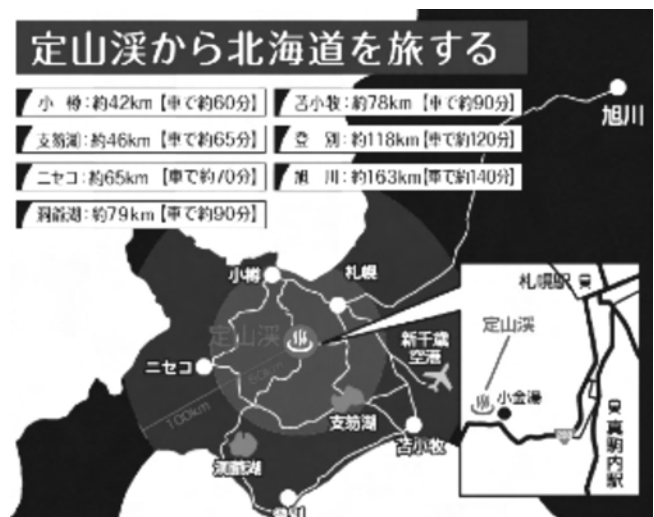 定山渓から北海道を旅する
小 樽:約42km【車で約60分】
苫小牧:約78km【車で約90分】
支笏湖:約46km【車で約65分】
登 別:約118km【車で約120分】
ニセコ:約65km【車で約70分】
旭 川:約163km【車で約140分】
洞爺湖:約79km【車で約90分】
旭川
小樽
札幌
定山渓
新千歳
空港
ニセコ
60km
100km
支笏湖
苫小牧
洞爺湖
登別
札幌駅
定山渓
小金湯
真駒内駅